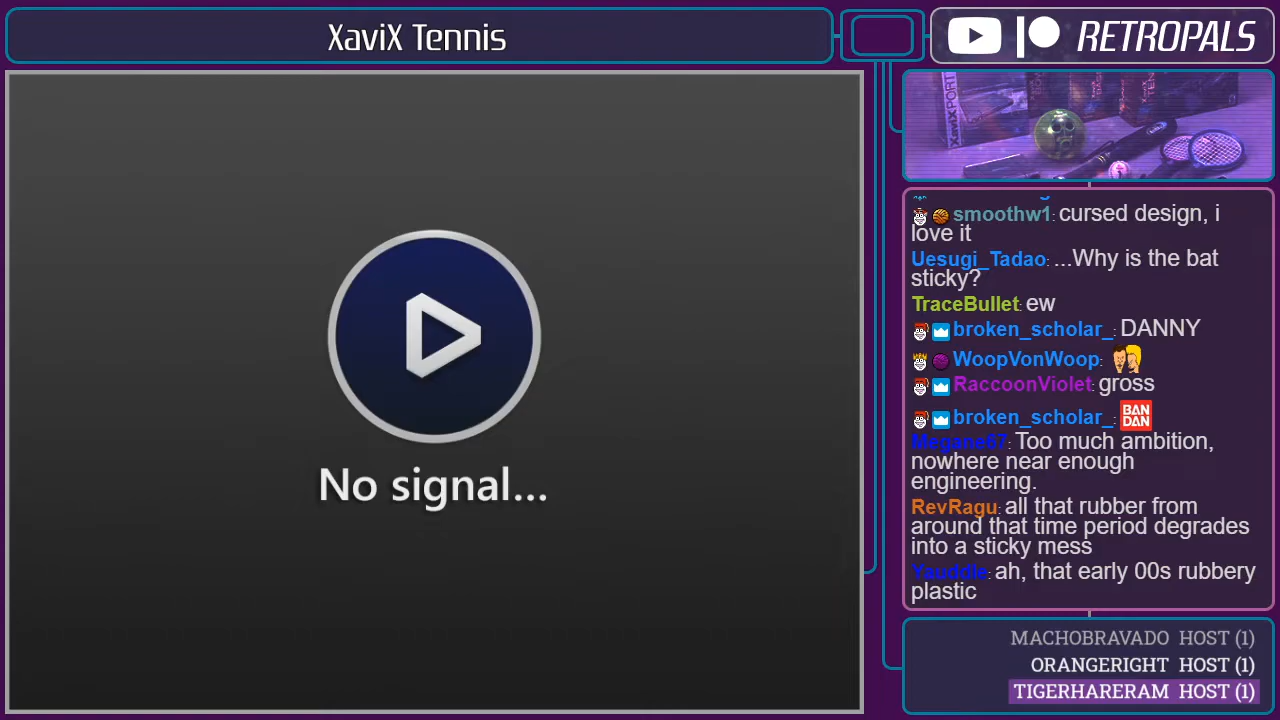 XaviX Tennis
RETROPALS
XaviXPORT
smoothw1: cursed design, i
love it
Uesugi_Tadao: ...Why is the bat
sticky?
TraceBullet: ew
broken_scholar_: DANNY
WoopVonWoop:
RaccoonViolet: gross
broken_scholar_: BAN
DAN
Megane67: Too much ambition,
nowhere near enough
engineering.
RevRagu: all that rubber from
around that time period degrades
into a sticky mess
Yauddle: ah, that early 00s rubbery
plastic
No signal...
MACHOBRAVADO HOST (1)
ORANGERIGHT HOST (1)
TIGERHARERAM HOST (1)